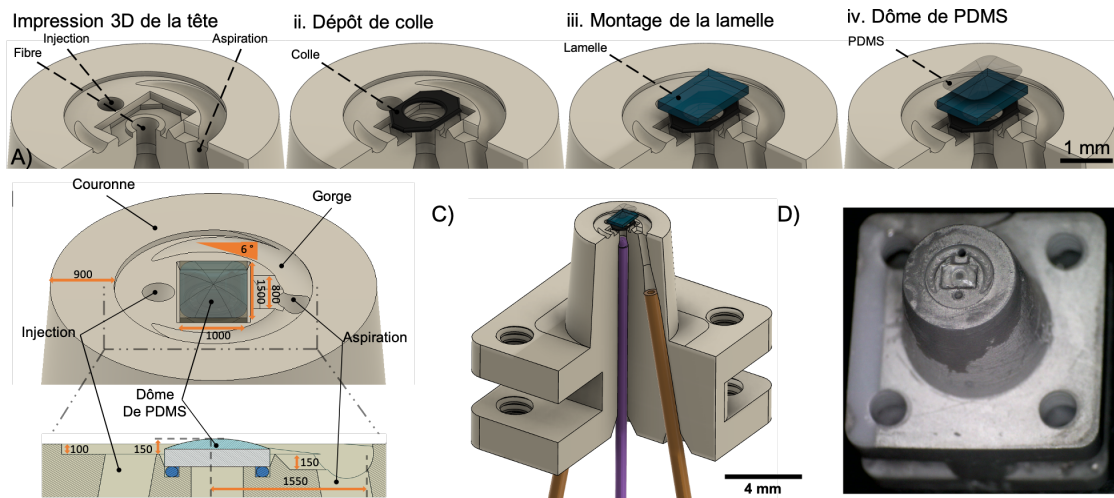 Impression 3D de la tête
ii. Dépôt de colle
iii. Montage de la lamelle
iv. Dôme de PDMS
Injection
Aspiration
Fibre
Colle
Lamelle
PDMS
A)
1 mm
Couronne
Gorge
6°
900
1500
800
1000
Injection
Aspiration
Dôme
De PDMS
100
150
150
1550
C)
4 mm
D)